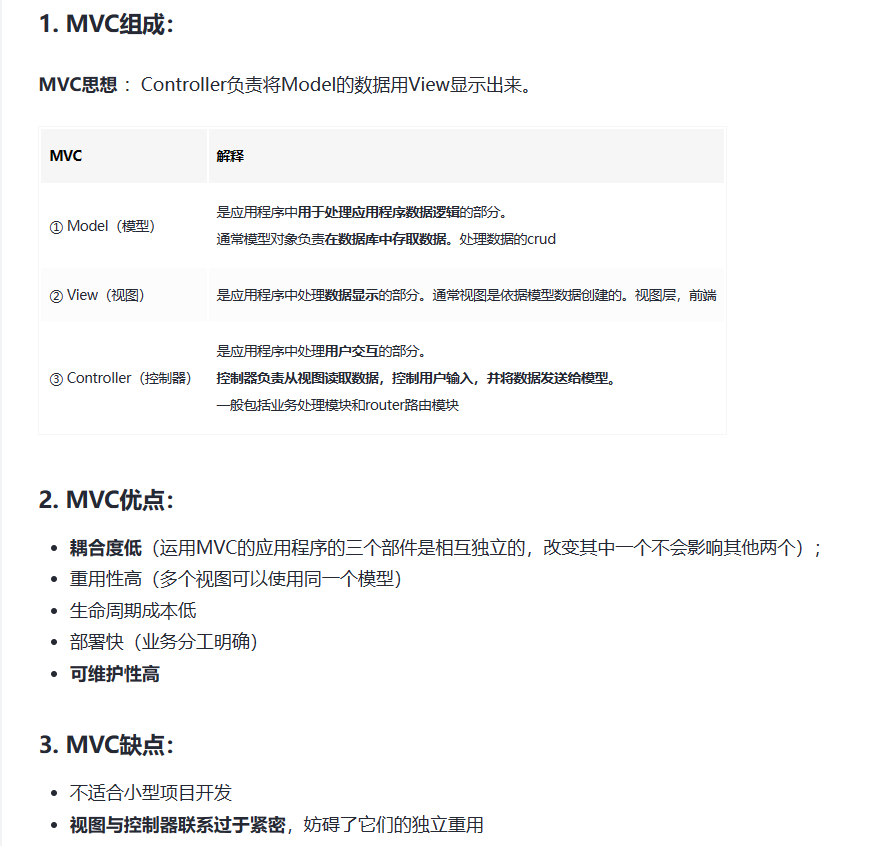 1. MVC组成：
MVC思想 ：Controller负责将Model的数据用View显示出来。
MVC 解释
① Model（模型）
是应用程序中用于处理应用程序数据逻辑的部分。
通常模型对象负责在数据库中存取数据。处理数据的crud
② View（视图） 是应用程序中处理数据显示的部分。通常视图是依据模型数据创建的。视图层，前端
③ Controller（控制器）
是应用程序中处理用户交互的部分。
控制器负责从视图读取数据，控制用户输入，并将数据发送给模型。
一般包括业务处理模块和router路由模块
2. MVC优点：
• 耦合度低（运用MVC的应用程序的三个部件是相互独立的，改变其中一个不会影响其他两个）；
• 重用性高（多个视图可以使用同一个模型）
• 生命周期成本低
• 部署快（业务分工明确）
• 可维护性高
3. MVC缺点：
• 不适合小型项目开发
• 视图与控制器联系过于紧密，妨碍了它们的独立重用